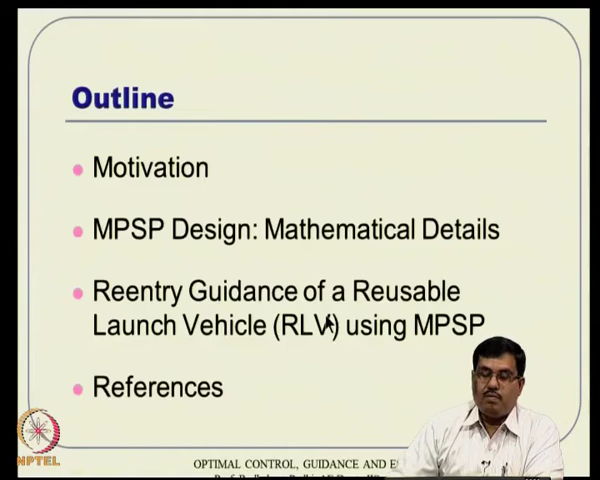 Outline
Motivation
MPSP Design: Mathematical Details
Reentry Guidance of a Reusable
Launch Vehicle (RLV) using MPSP
References
NPTEL
OPTIMAL CONTROL, GUIDANCE AND